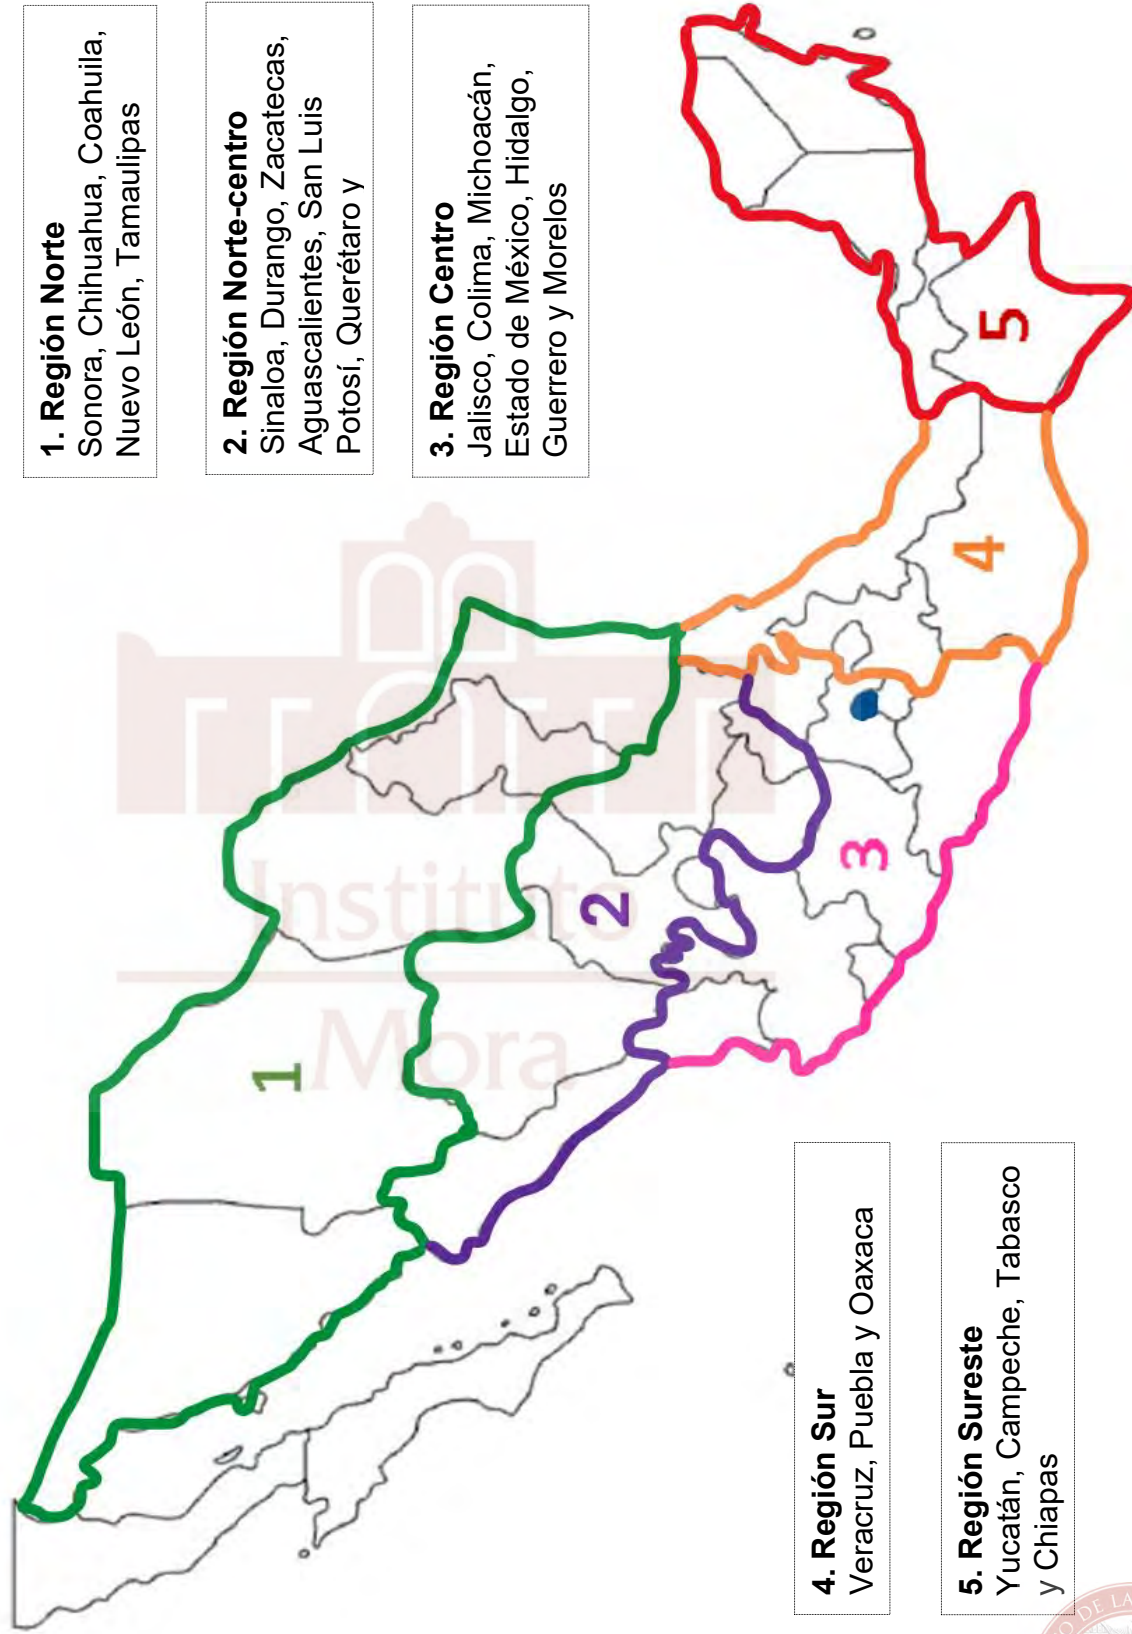 1. Región Norte
Sonora, Chihuahua, Coahuila,
Nuevo León, Tamaulipas
2. Región Norte-centro
Sinaloa, Durango, Zacatecas,
Aguascalientes, San Luis
Potosí, Querétaro y
3. Región Centro
Jalisco, Colima, Michoacán,
Estado de México, Hidalgo,
Guerrero y Morelos
4. Región Sur
Veracruz, Puebla y Oaxaca
5. Región Sureste
Yucatán, Campeche, Tabasco
y Chiapas
1
2
3
4
5
Instituto
Mora
DE LA